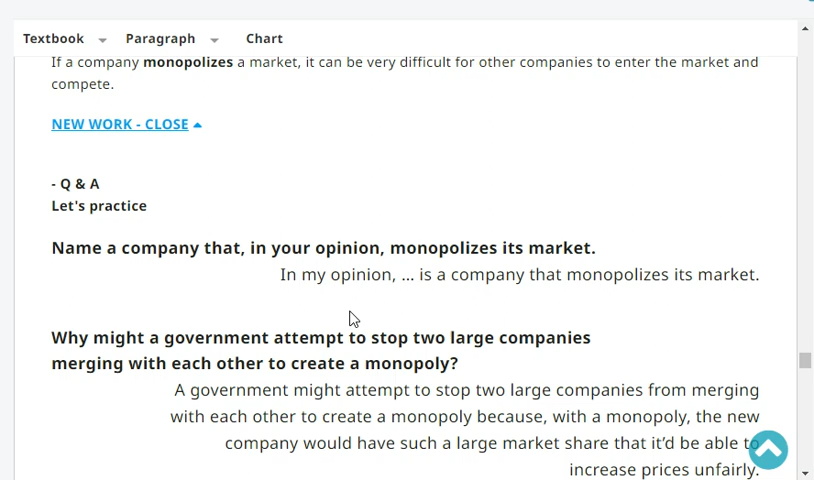 Textbook Paragraph Chart
If a company monopolizes a market, it can be very difficult for other companies to enter the market and
compete.
NEW WORK - CLOSE
- Q & A
Let's practice
Name a company that, in your opinion, monopolizes its market.
In my opinion, ... is a company that monopolizes its market.
Why might a government attempt to stop two large companies
merging with each other to create a monopoly?
A government might attempt to stop two large companies from merging
with each other to create a monopoly because, with a monopoly, the new
company would have such a large market share that it'd be able to
increase prices unfairly.